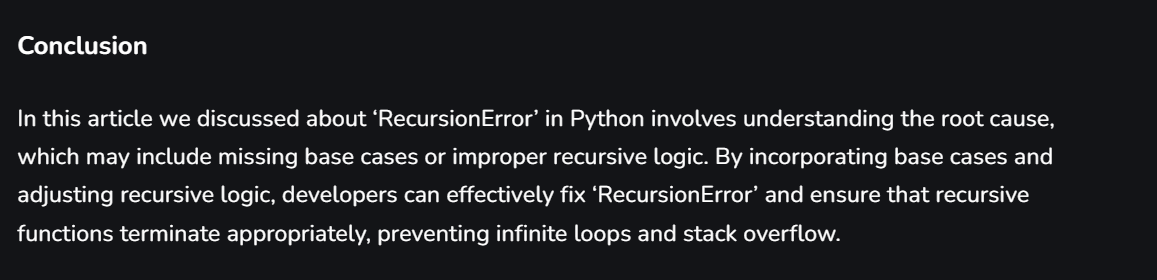 Conclusion
In this article we discussed about ‘RecursionError’ in Python involves understanding the root cause,
which may include missing base cases or improper recursive logic. By incorporating base cases and
adjusting recursive logic, developers can effectively fix ‘RecursionError’ and ensure that recursive
functions terminate appropriately, preventing infinite loops and stack overflow.